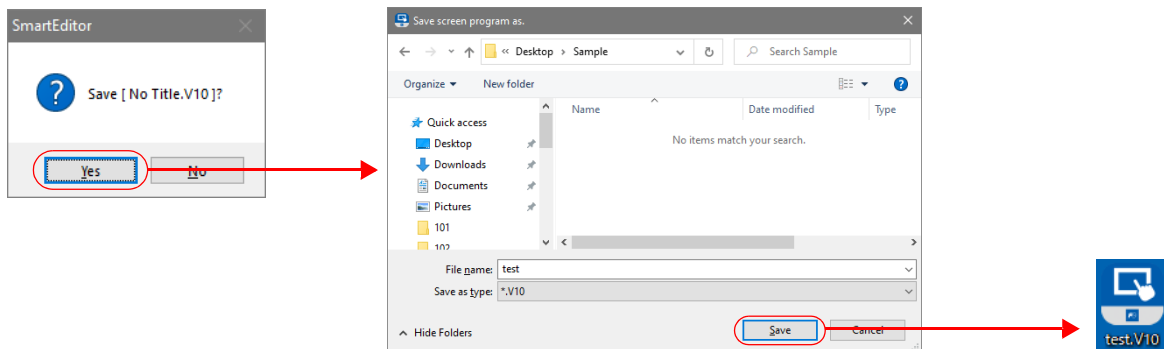 SmartEditor
Save [ No Title.V10 ]?
Yes
No
Save screen program as.
« Desktop › Sample
Search Sample
Organize
New folder
Name
Date modified
Type
No items match your search.
Quick access
Desktop
Downloads
Documents
Pictures
101
102
File name: test
Save as type: *.V10
Hide Folders
Save
Cancel
test.V10